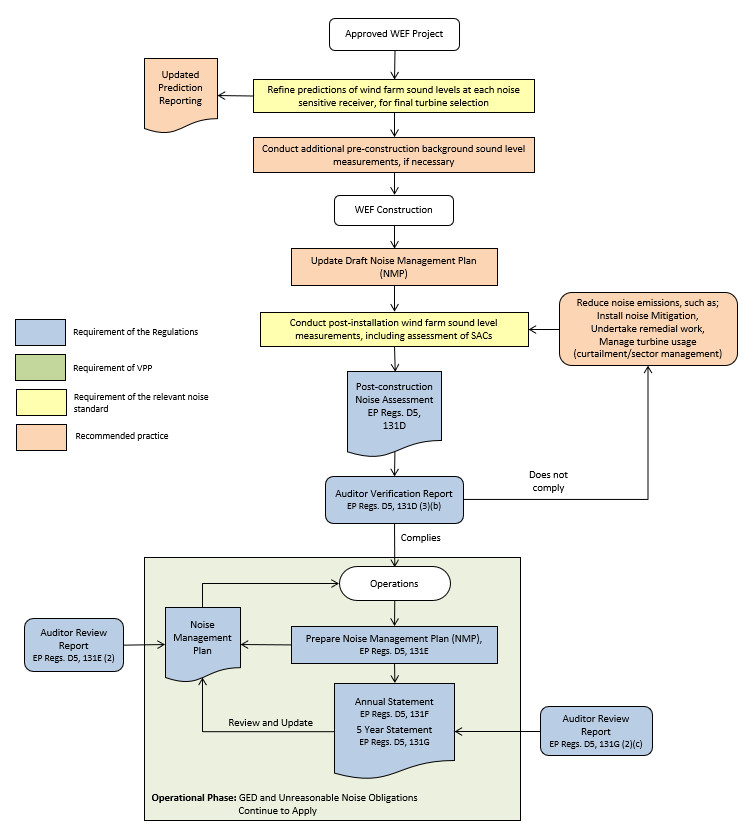 Approved WEF Project
Updated
Prediction
Reporting
Refine predictions of wind farm sound levels at each noise
sensitive receiver, for final turbine selection
Conduct additional pre-construction background sound level
measurements, if necessary
WEF Construction
Update Draft Noise Management Plan
(NMP)
Reduce noise emissions, such as;
Install noise Mitigation,
Undertake remedial work,
Manage turbine usage
(curtailment/sector management)
Conduct post-installation wind farm sound level
measurements, including assessment of SACs
Requirement of the Regulations
Requirement of VPP
Requirement of the relevant noise
standard
Recommended practice
Post-construction
Noise Assessment
EP Regs. D5,
131D
Auditor Verification Report
EP Regs. D5, 131D (3)(b)
Does not
comply
Complies
Operations
Noise
Management
Plan
Auditor Review
Report
EP Regs. D5, 131E (2)
Prepare Noise Management Plan (NMP),
EP Regs. D5, 131E
Annual Statement
EP Regs. D5, 131F
5 Year Statement
EP Regs. D5, 131G
Review and Update
Auditor Review
Report
EP Regs. D5, 131G (2)(c)
Operational Phase: GED and Unreasonable Noise Obligations
Continue to Apply